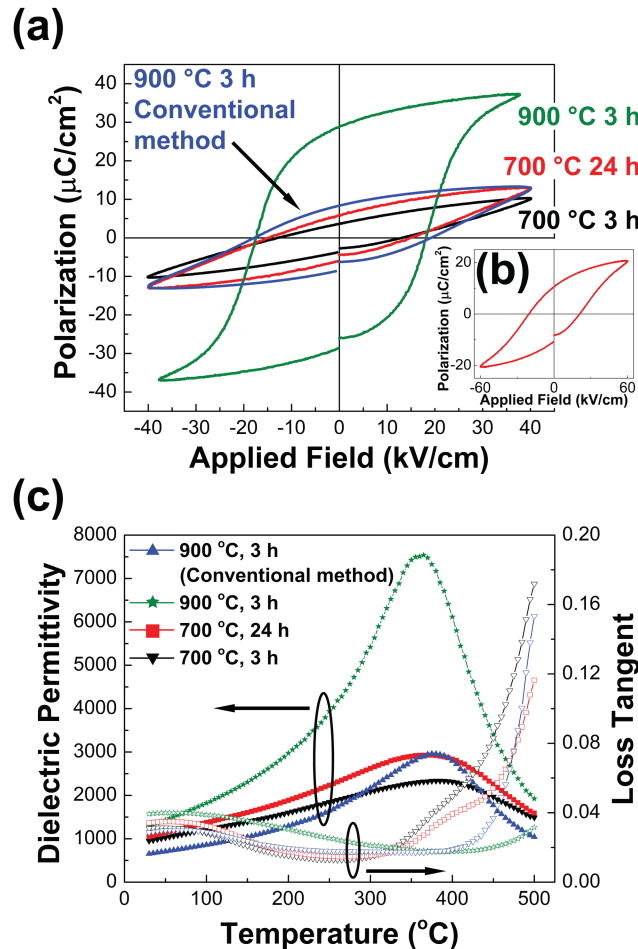 (a)
900 °C 3 h
Conventional
method
900 °C 3 h
700 °C 24 h
700 °C 3 h
Polarization (μC/cm²)
40
30
20
10
0
-10
-20
-30
-40
-40 -30 -20 -10 0 10 20 30 40
Applied Field (kV/cm)
(b)
Polarization (μC/cm²)
20
0
-20
-60 0 60
Applied Field (kV/cm)
(c)
900 °C, 3 h
(Conventional method)
900 °C, 3 h
700 °C, 24 h
700 °C, 3 h
Dielectric Permittivity
8000
7000
6000
5000
4000
3000
2000
1000
0
Loss Tangent
0.20
0.16
0.12
0.08
0.04
0.00
0 100 200 300 400 500
Temperature (°C)